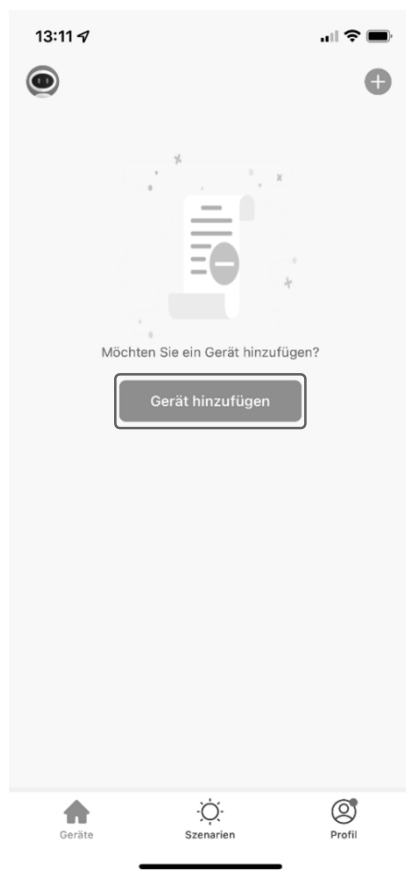 13:11
Möchten Sie ein Gerät hinzufügen?
Gerät hinzufügen
Geräte
Szenarien
Profil